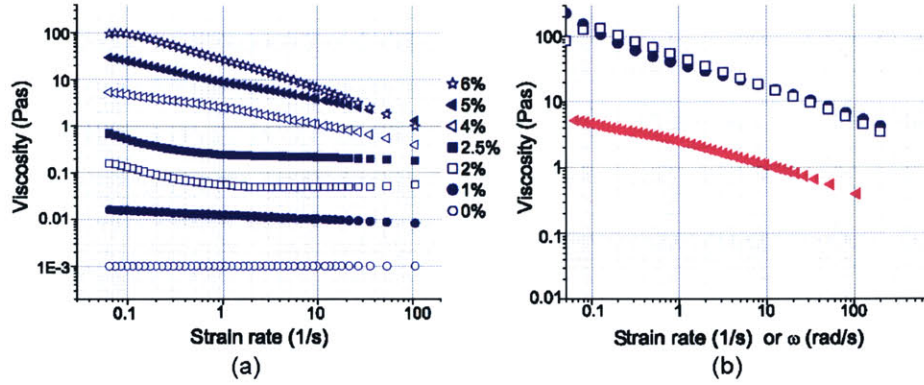 100
10
1
0.1
0.01
1E-3
Viscosity (Pas)
0.1 1 10 100
Strain rate (1/s)
(a)
6%
5%
4%
2.5%
2%
1%
0%
100
10
1
0.1
0.01
Viscosity (Pas)
0.1 1 10 100
Strain rate (1/s) or ω (rad/s)
(b)